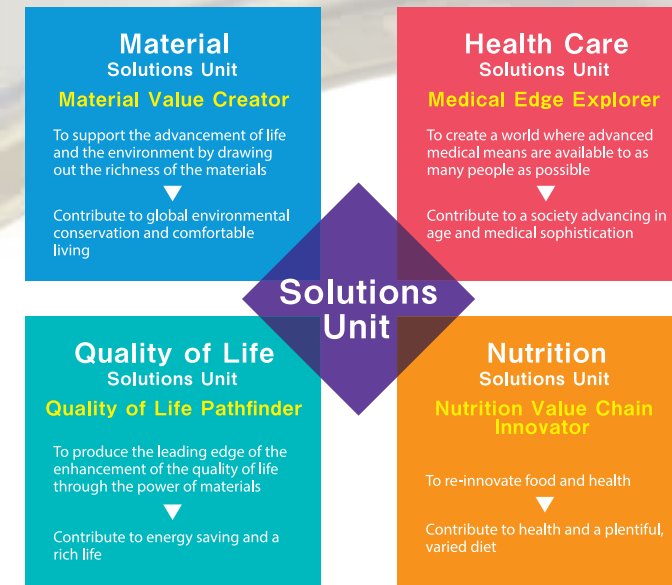 Material
Solutions Unit
Material Value Creator
To support the advancement of life
and the environment by drawing
out the richness of the materials
▼
Contribute to global environmental
conservation and comfortable
living
Health Care
Solutions Unit
Medical Edge Explorer
To create a world where advanced
medical means are available to as
many people as possible
▼
Contribute to a society advancing in
age and medical sophistication
Solutions
Unit
Quality of Life
Solutions Unit
Quality of Life Pathfinder
To produce the leading edge of the
enhancement of the quality of life
through the power of materials
▼
Contribute to energy saving and a
rich life
Nutrition
Solutions Unit
Nutrition Value Chain
Innovator
To re-innovate food and health
▼
Contribute to health and a plentiful,
varied diet